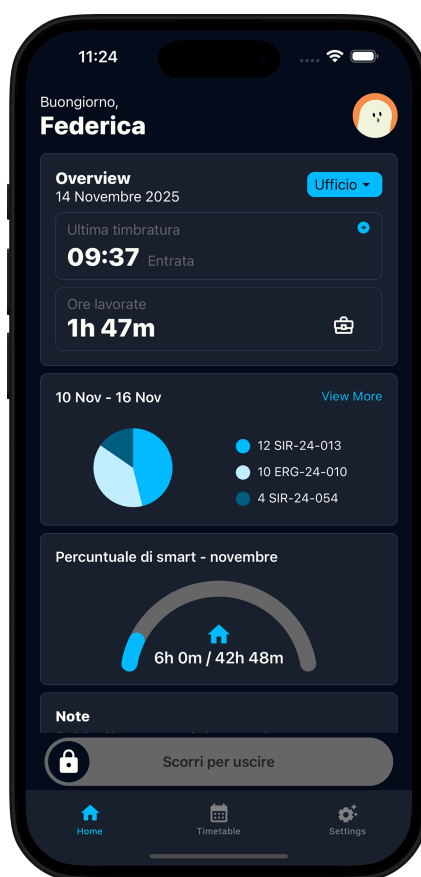 11:24
Buongiorno,
Federica
Overview
14 Novembre 2025
Ufficio
Ultima timbratura
09:37 Entrata
Ore lavorate
1h 47m
10 Nov - 16 Nov
View More
12 SIR-24-013
10 ERG-24-010
4 SIR-24-054
Percuntuale di smart - novembre
6h 0m / 42h 48m
Note
Scorri per uscire
Home
Timetable
Settings